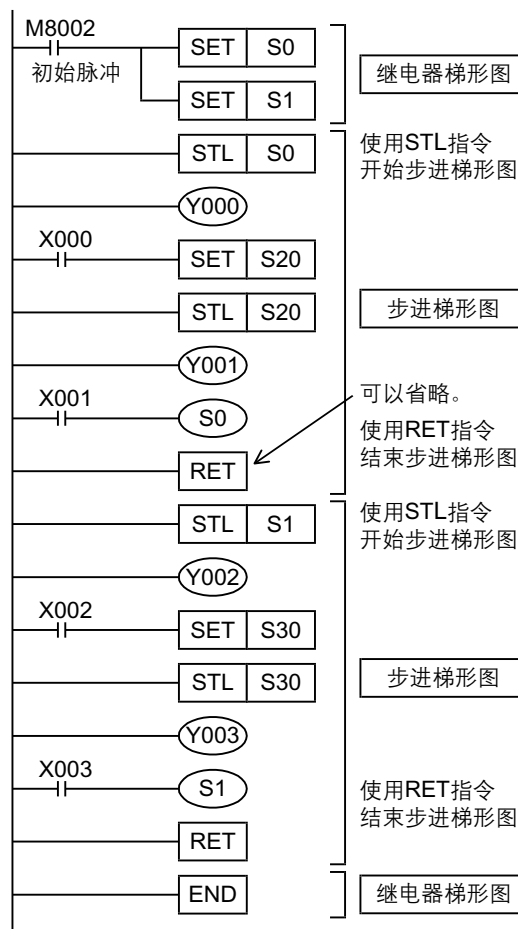 M8002
SET S0
初始脉冲
继电器梯形图
SET S1
STL S0
使用STL指令
开始步进梯形图
Y000
X000
SET S20
STL S20
步进梯形图
Y001
X001
S0
可以省略。
使用RET指令
结束步进梯形图
RET
STL S1
使用STL指令
开始步进梯形图
Y002
X002
SET S30
STL S30
步进梯形图
Y003
X003
S1
使用RET指令
结束步进梯形图
RET
END
继电器梯形图